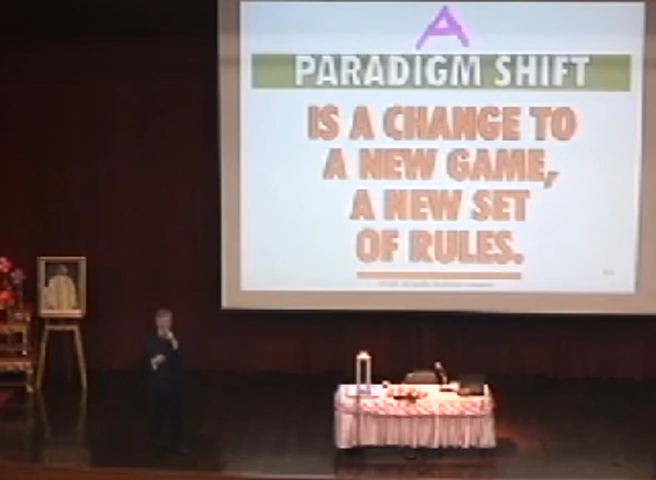 A
PARADIGM SHIFT
IS A CHANGE TO
A NEW GAME,
A NEW SET
OF RULES.